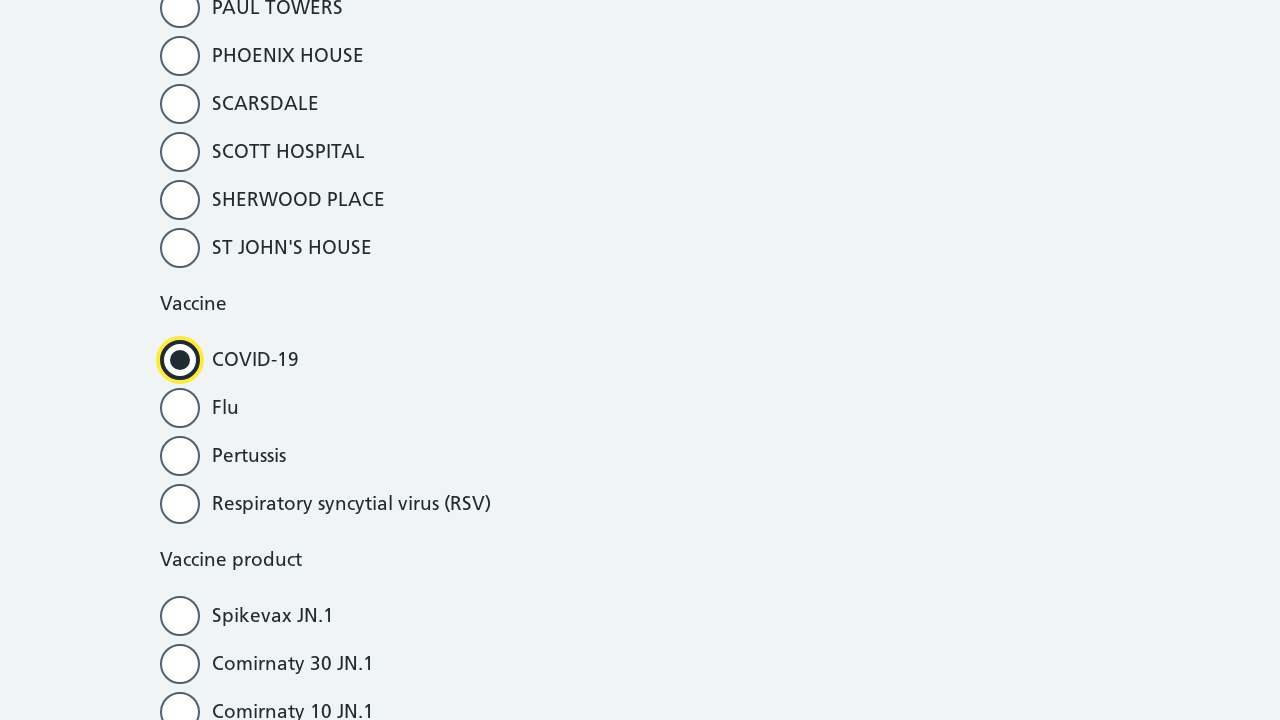 PAUL TOWERS
PHOENIX HOUSE
SCARSDALE
SCOTT HOSPITAL
SHERWOOD PLACE
ST JOHN'S HOUSE
Vaccine
COVID-19
Flu
Pertussis
Respiratory syncytial virus (RSV)
Vaccine product
Spikevax JN.1
Comirnaty 30 JN.1
Comirnaty 10 JN.1